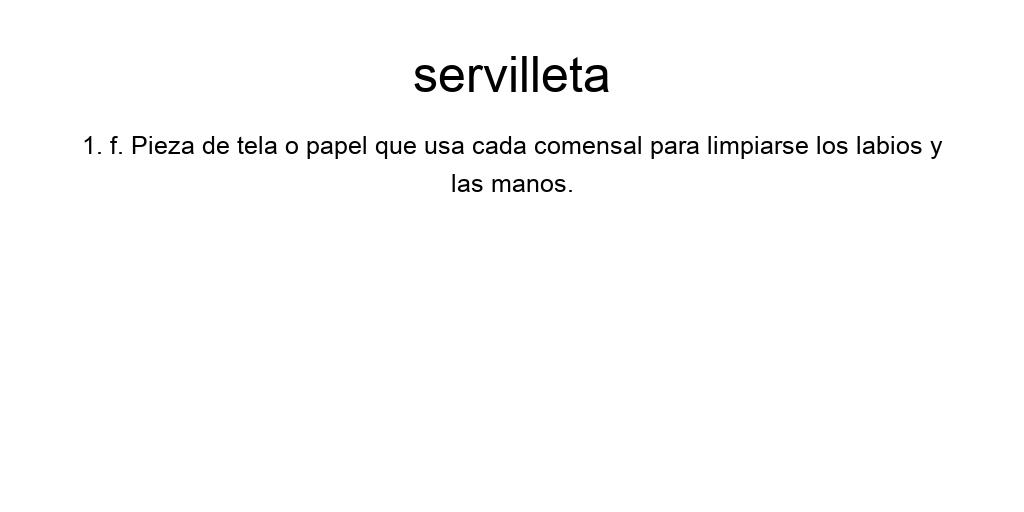 servilleta
1. f. Pieza de tela o papel que usa cada comensal para limpiarse los labios y
las manos.